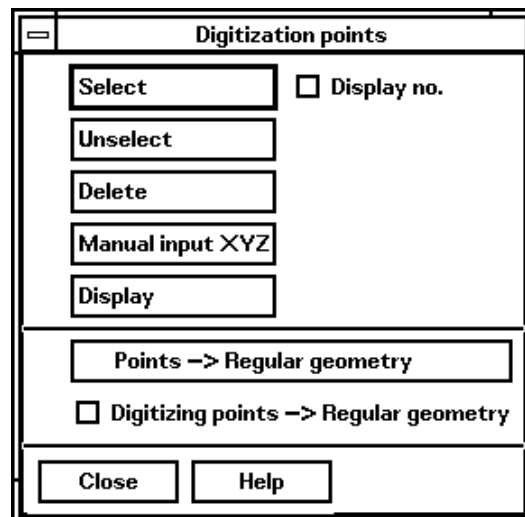 Digitization points
Select
Display no.
Unselect
Delete
Manual input XYZ
Display
Points –> Regular geometry
Digitizing points –> Regular geometry
Close
Help